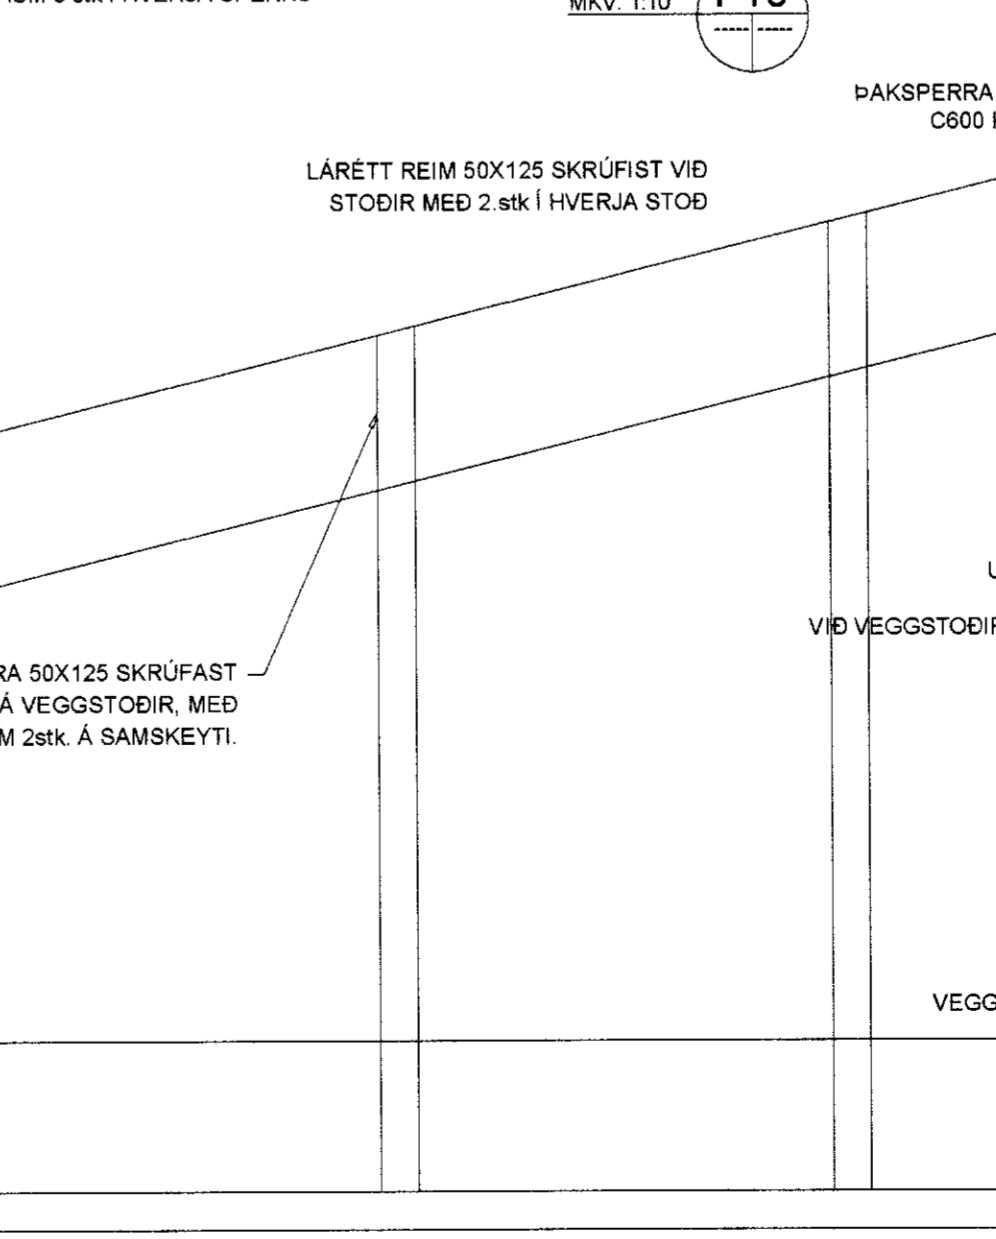 MKV. 1:10
ÞAKSPERRA
C600
LÁRÉTT REIM 50X125 SKRÚFIST VIÐ
STOÐIR MEÐ 2.stk Í HVERJA STOÐ
VIÐ VEGGSTOÐIR
RA 50X125 SKRÚFAST
Á VEGGSTOÐIR, MEÐ
M 2stk. Á SAMSKEYTI.
VEGG